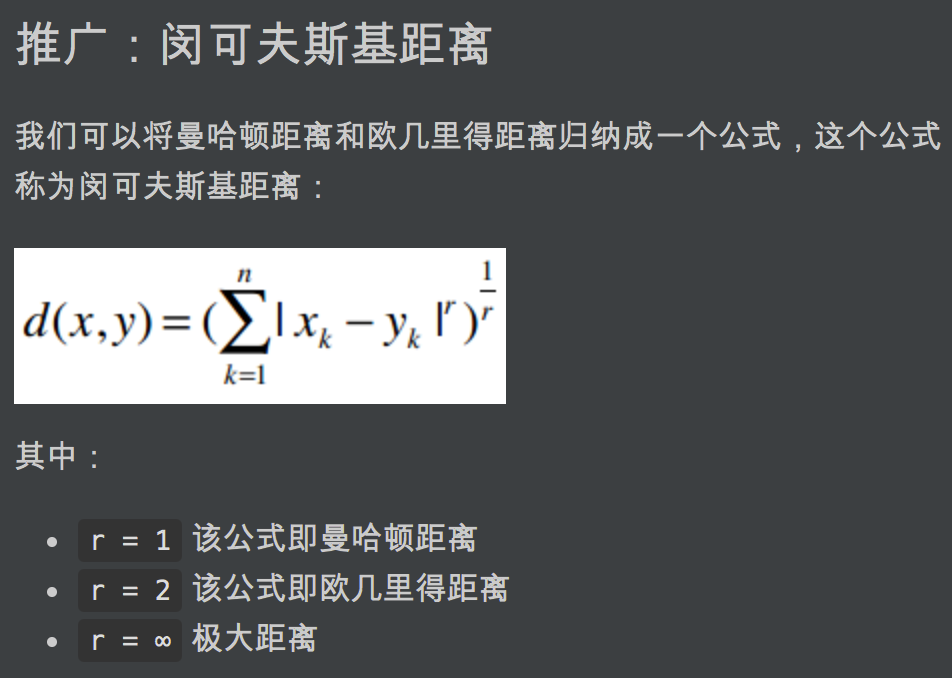 推广：闵可夫斯基距离
我们可以将曼哈顿距离和欧几里得距离归纳成一个公式，这个公式
称为闵可夫斯基距离：
d(x,y)=(∑_{k=1}^{n}|x_k−y_k|^r)^{1/r}
其中：
• r = 1 该公式即曼哈顿距离
• r = 2 该公式即欧几里得距离
• r = ∞ 极大距离